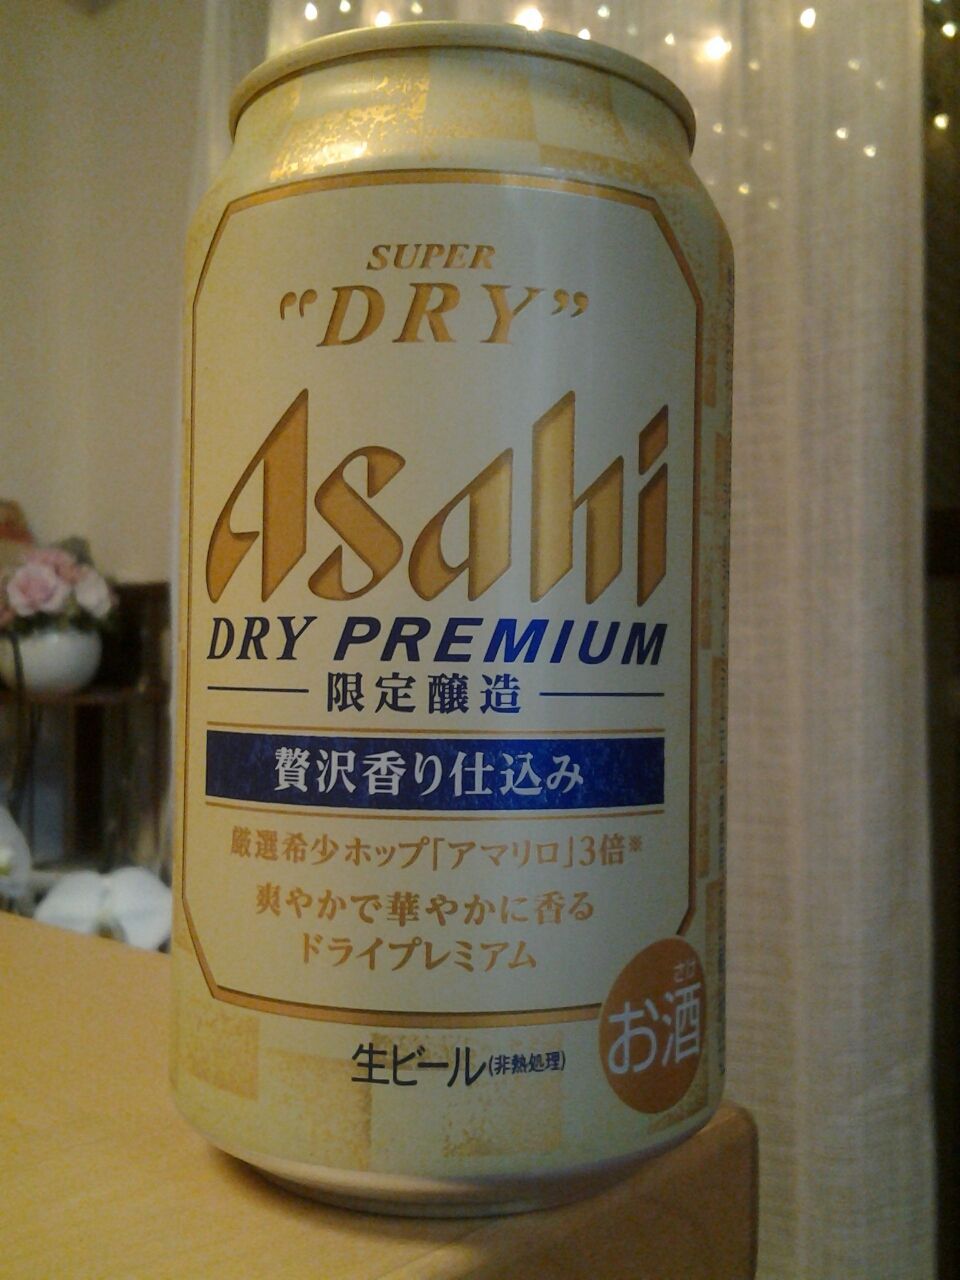 SUPER
"DRY"
Asahi
DRY PREMIUM
限定醸造
贅沢香り仕込み
厳選希少ホップ「アマリロ」3倍※
爽やかで華やかに香る
ドライプレミアム
さけ
お酒
生ビール(非熱処理)